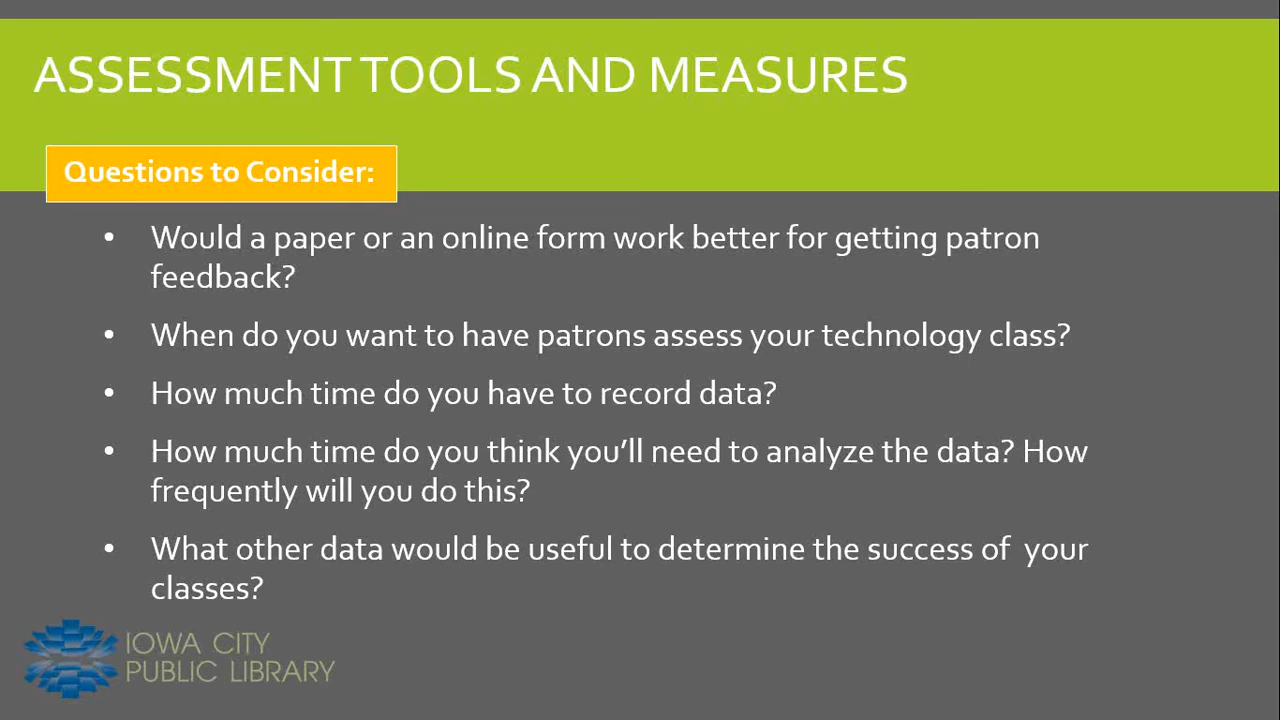 ASSESSMENT TOOLS AND MEASURES
Questions to Consider:
• Would a paper or an online form work better for getting patron
feedback?
• When do you want to have patrons assess your technology class?
• How much time do you have to record data?
• How much time do you think you’ll need to analyze the data? How
frequently will you do this?
• What other data would be useful to determine the success of  your
classes?
IOWA CITY
PUBLIC LIBRARY